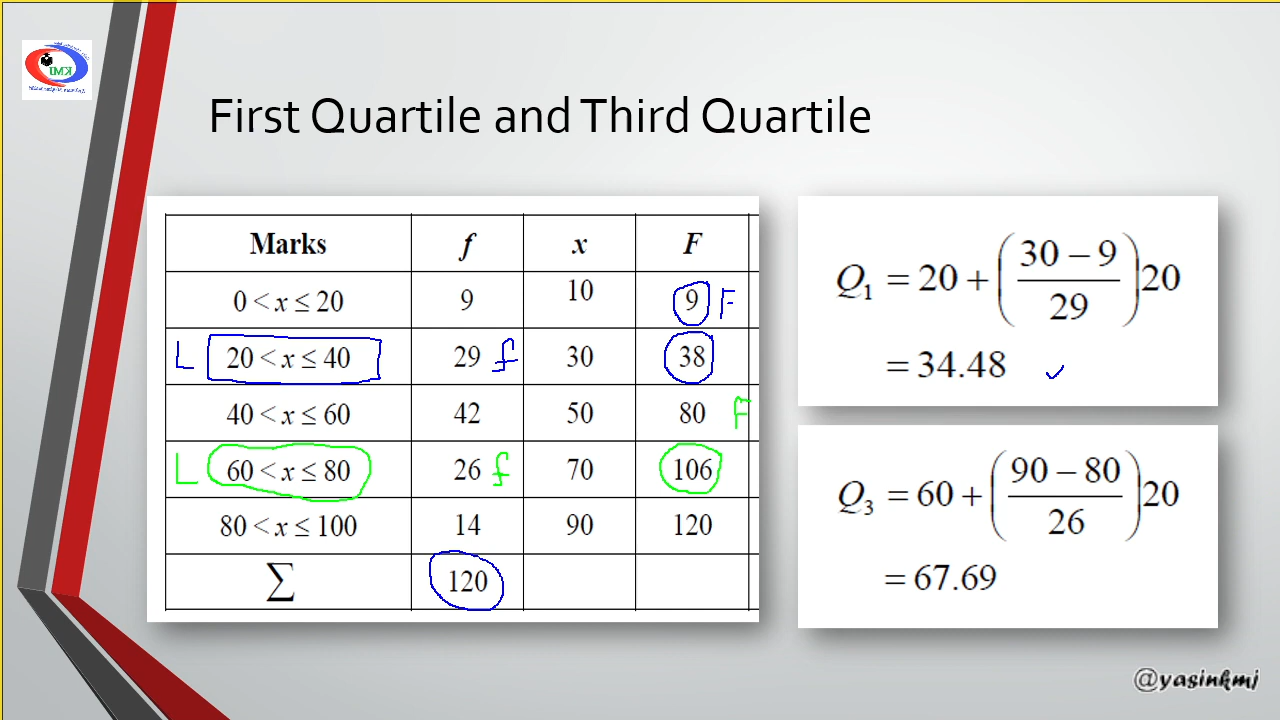 First Quartile and Third Quartile
Marks f x F
0 < x ≤ 20 9 10 9 F
L 20 < x ≤ 40 29 f 30 38
40 < x ≤ 60 42 50 80 F
L 60 < x ≤ 80 26 f 70 106
80 < x ≤ 100 14 90 120
∑ 120
Q₁ = 20 + ((30 − 9)/29) 20
= 34.48 ✓
Q₃ = 60 + ((90 − 80)/26) 20
= 67.69
@yasinkmj